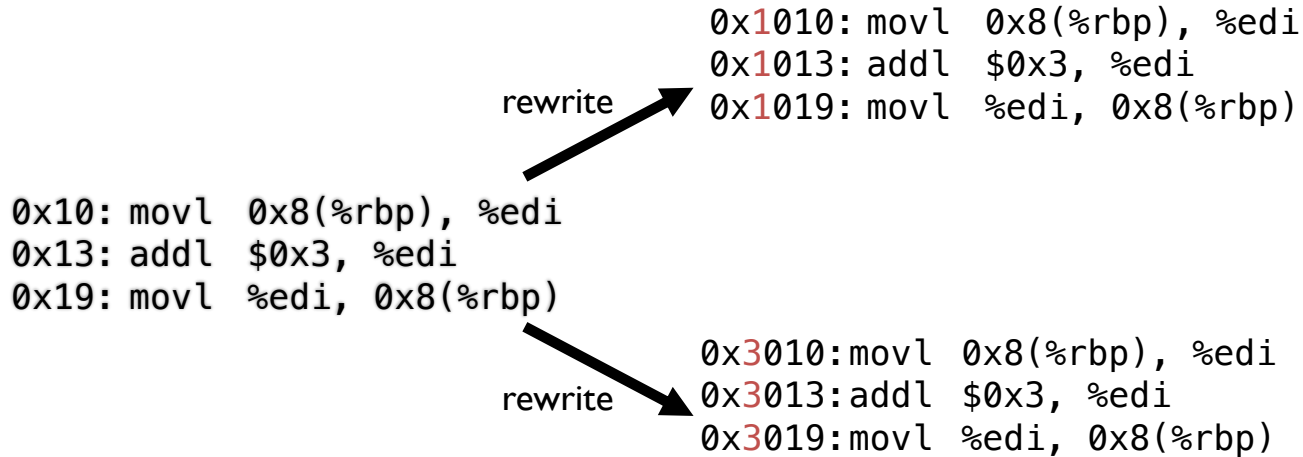 0x1010: movl 0x8(%rbp), %edi
0x1013: addl $0x3, %edi
0x1019: movl %edi, 0x8(%rbp)
rewrite
0x10: movl 0x8(%rbp), %edi
0x13: addl $0x3, %edi
0x19: movl %edi, 0x8(%rbp)
rewrite
0x3010:movl 0x8(%rbp), %edi
0x3013:addl $0x3, %edi
0x3019:movl %edi, 0x8(%rbp)